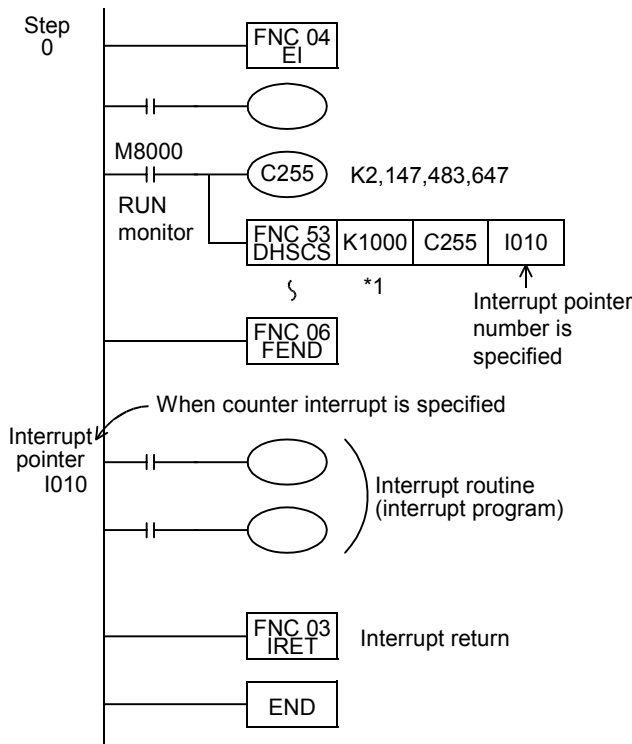 Step
0
FNC 04
EI
M8000
C255 K2,147,483,647
RUN
monitor
FNC 53
DHSCS K1000 C255 I010
*1
Interrupt pointer
number is
specified
FNC 06
FEND
When counter interrupt is specified
Interrupt
pointer
I010
Interrupt routine
(interrupt program)
FNC 03
IRET
Interrupt return
END